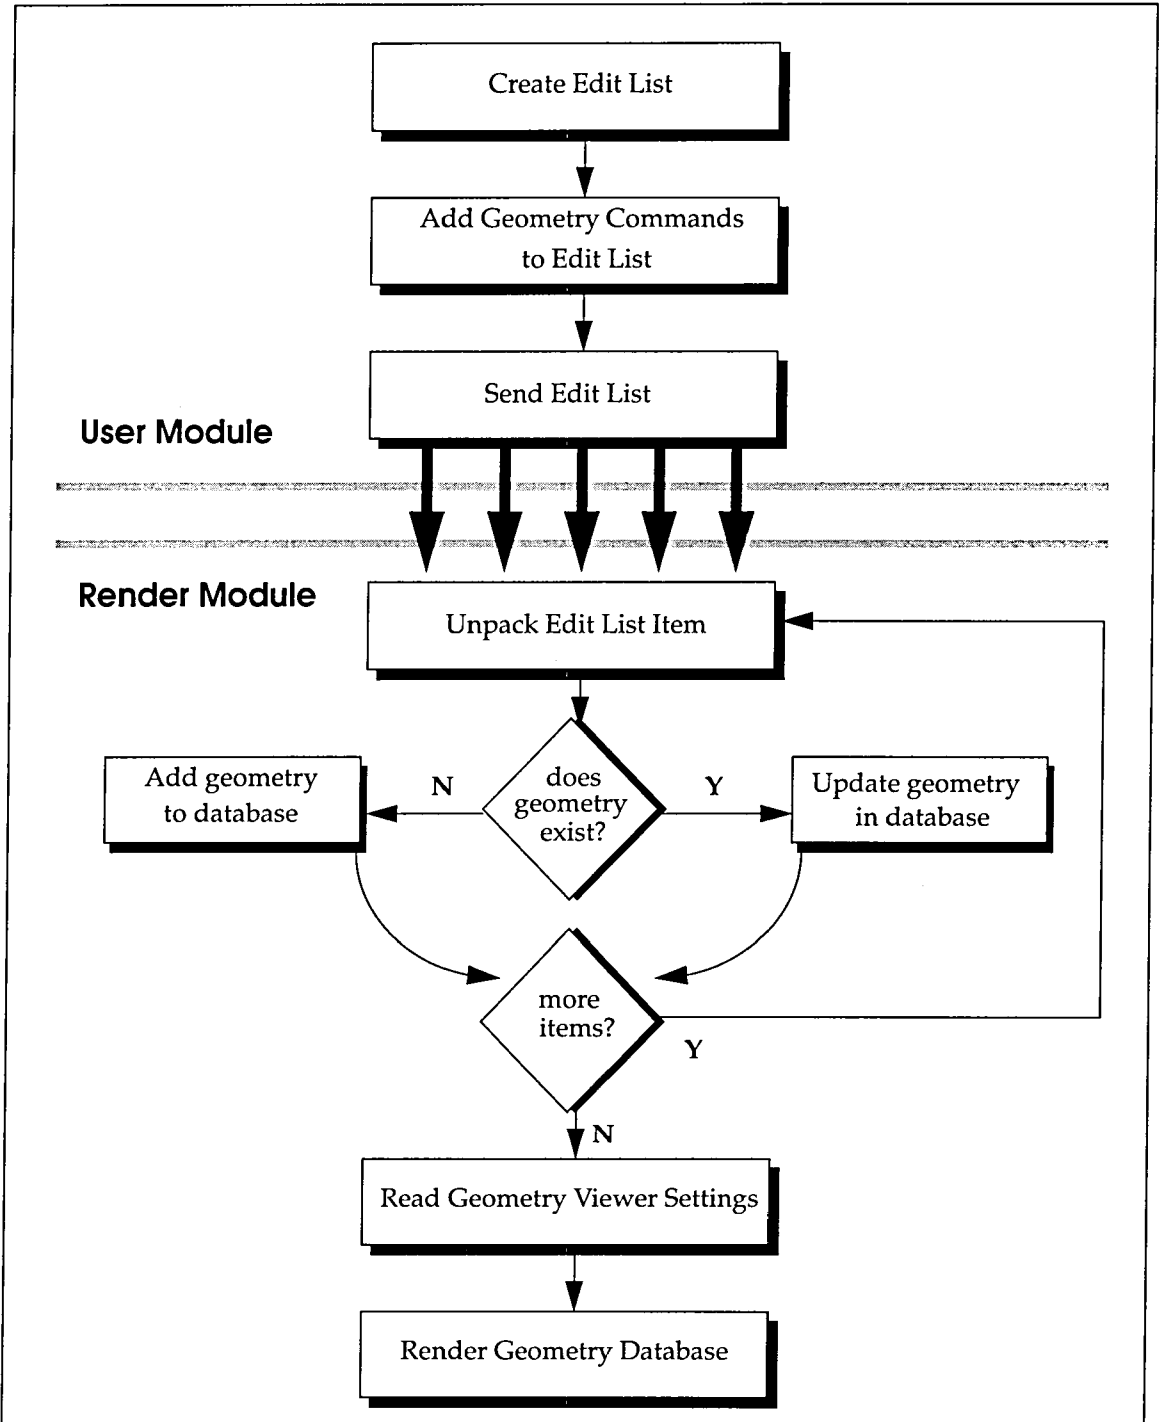 Create Edit List
Add Geometry Commands
to Edit List
Send Edit List
User Module
Render Module
Unpack Edit List Item
Add geometry
to database
N
does
geometry
exist?
Y
Update geometry
in database
more
items?
Y
N
Read Geometry Viewer Settings
Render Geometry Database